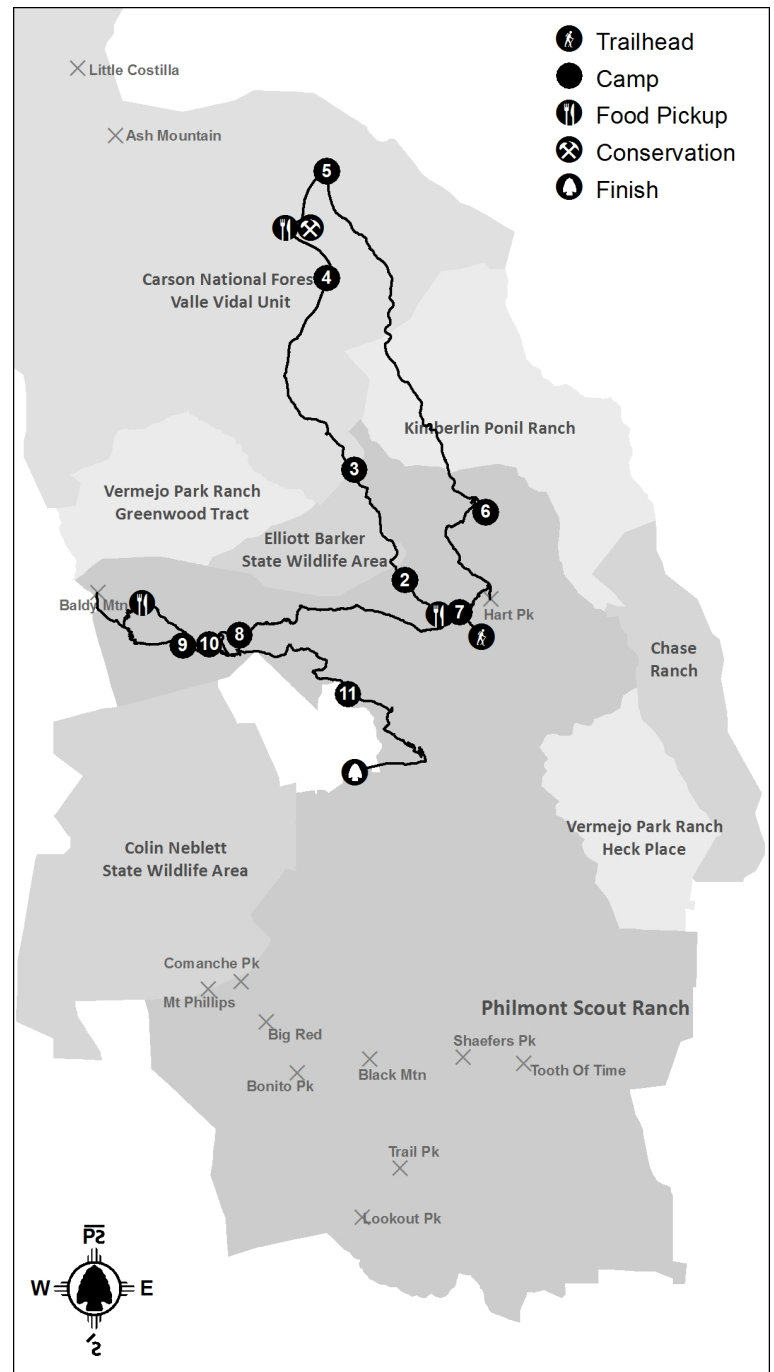 Trailhead
Camp
Food Pickup
Conservation
Finish
Little Costilla
Ash Mountain
5
4
Carson National Fores
Valle Vidal Unit
Kimberlin Ponil Ranch
3
Vermejo Park Ranch
Greenwood Tract
6
Elliott Barker
State Wildlife Area
2
Baldy Mtn
7
Hart Pk
9
10
8
Chase
Ranch
11
Vermejo Park Ranch
Heck Place
Colin Neblett
State Wildlife Area
Comanche Pk
Mt Phillips
Philmont Scout Ranch
Big Red
Shaefers Pk
Black Mtn
Tooth Of Time
Bonito Pk
Trail Pk
Lookout Pk
W
E